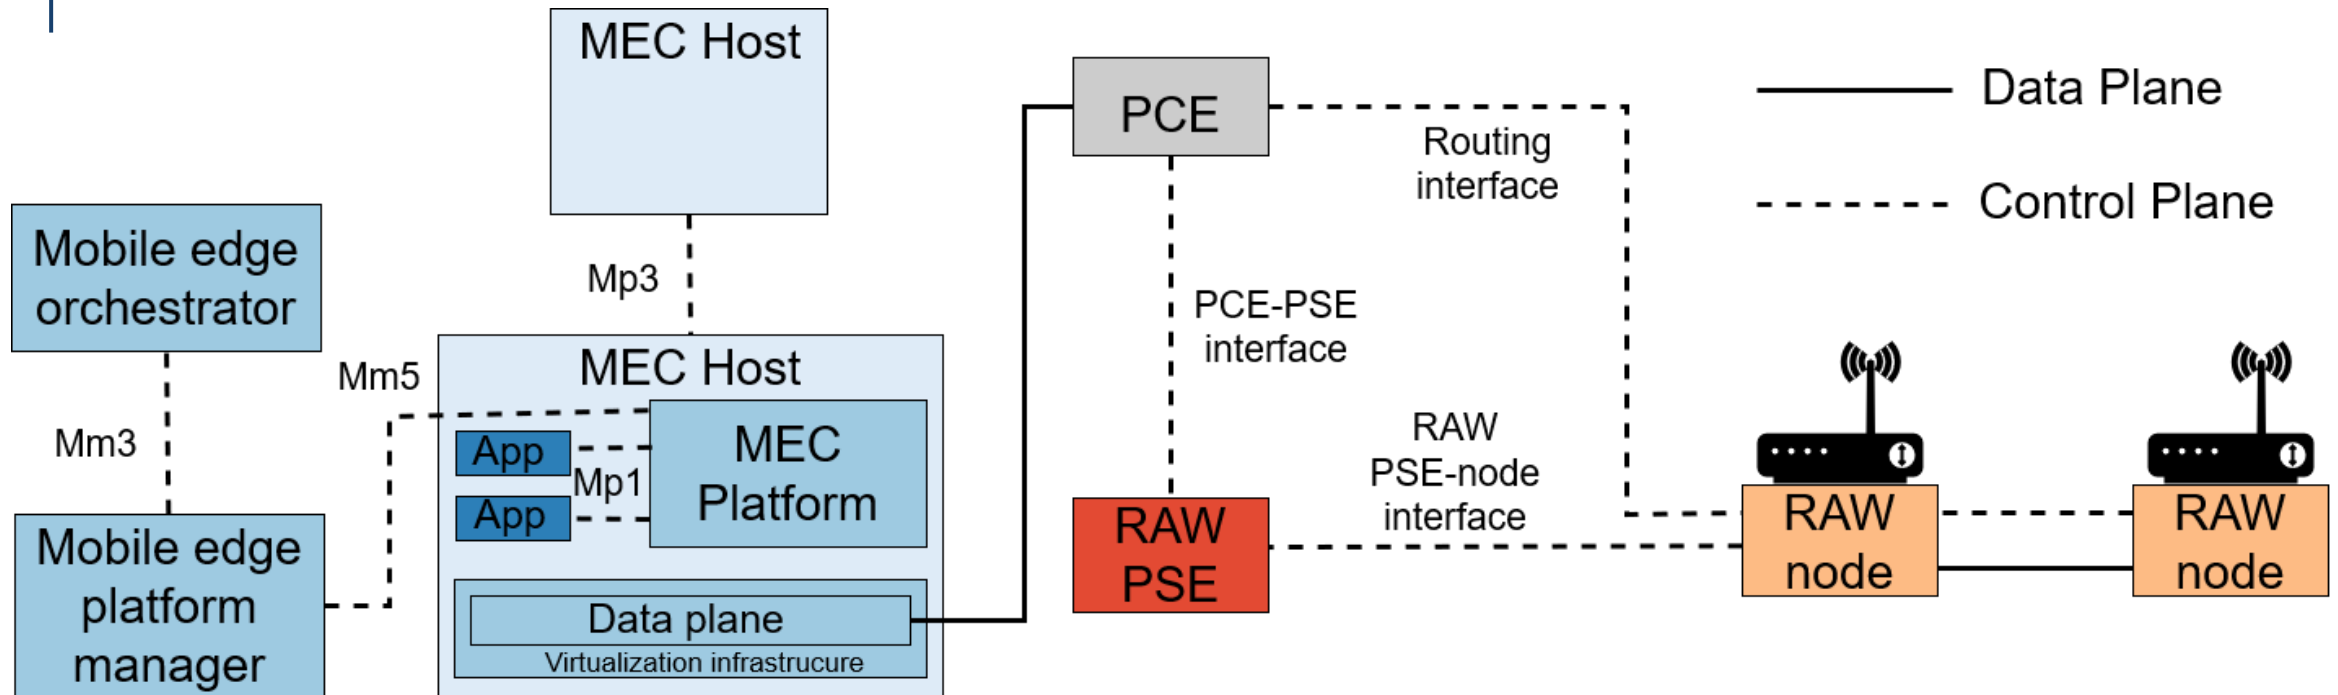 MEC Host
Mobile edge
orchestrator
Mm3
Mobile edge
platform
manager
Mm5
Mp3
MEC Host
App
App
Mp1
MEC
Platform
Data plane
Virtualization infrastrucure
PCE
Routing
interface
PCE-PSE
interface
RAW
PSE
RAW
PSE-node
interface
Data Plane
Control Plane
RAW
node
RAW
node